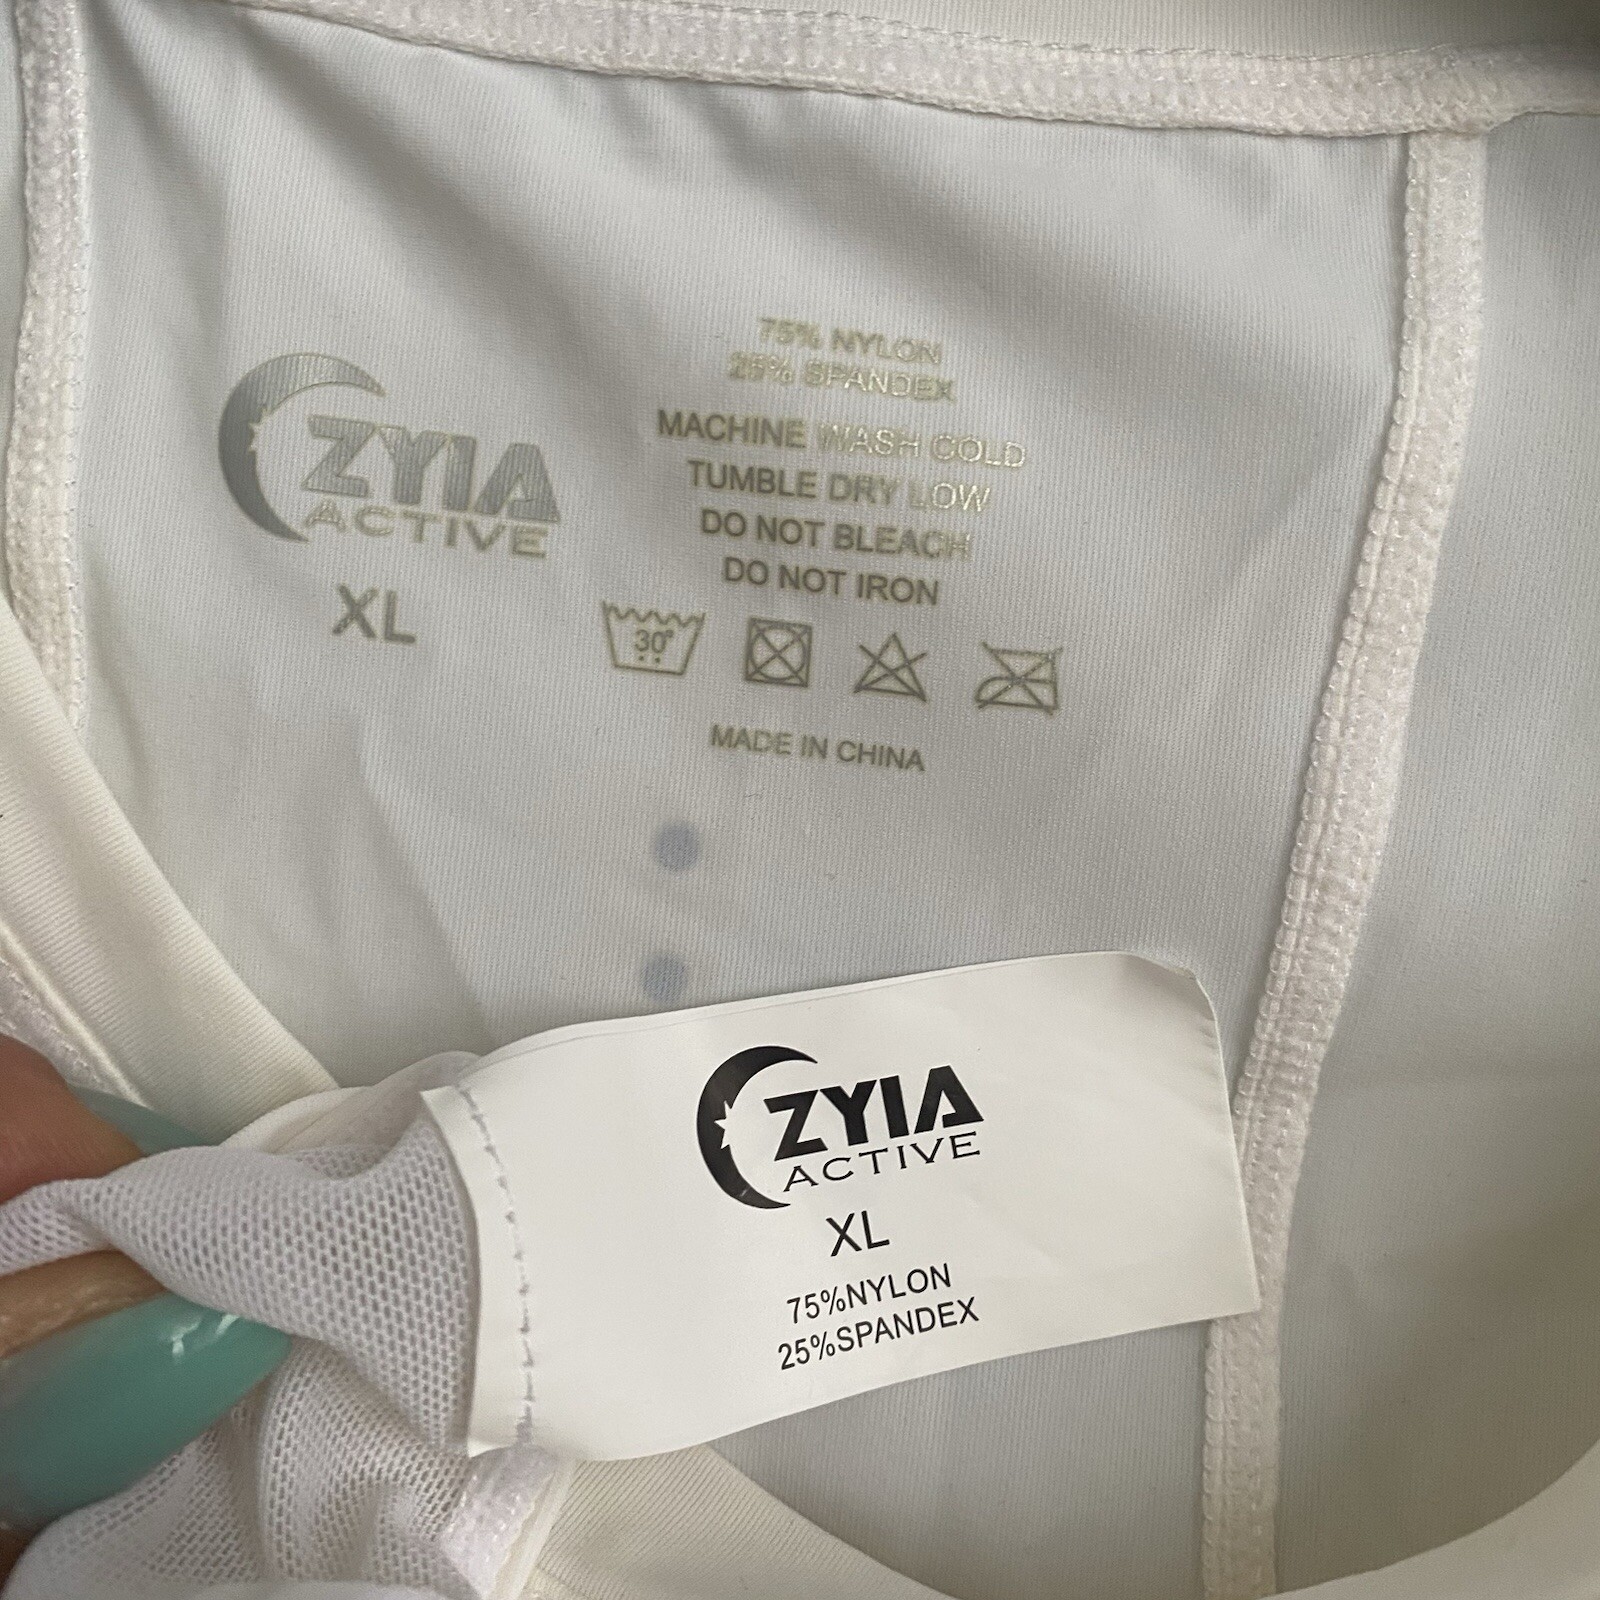 ZYIA
ACTIVE
XL
75% NYLON
25% SPANDEX
MACHINE WASH COLD
TUMBLE DRY LOW
DO NOT BLEACH
DO NOT IRON
30°
MADE IN CHINA
ZYIA
ACTIVE
XL
75%NYLON
25%SPANDEX